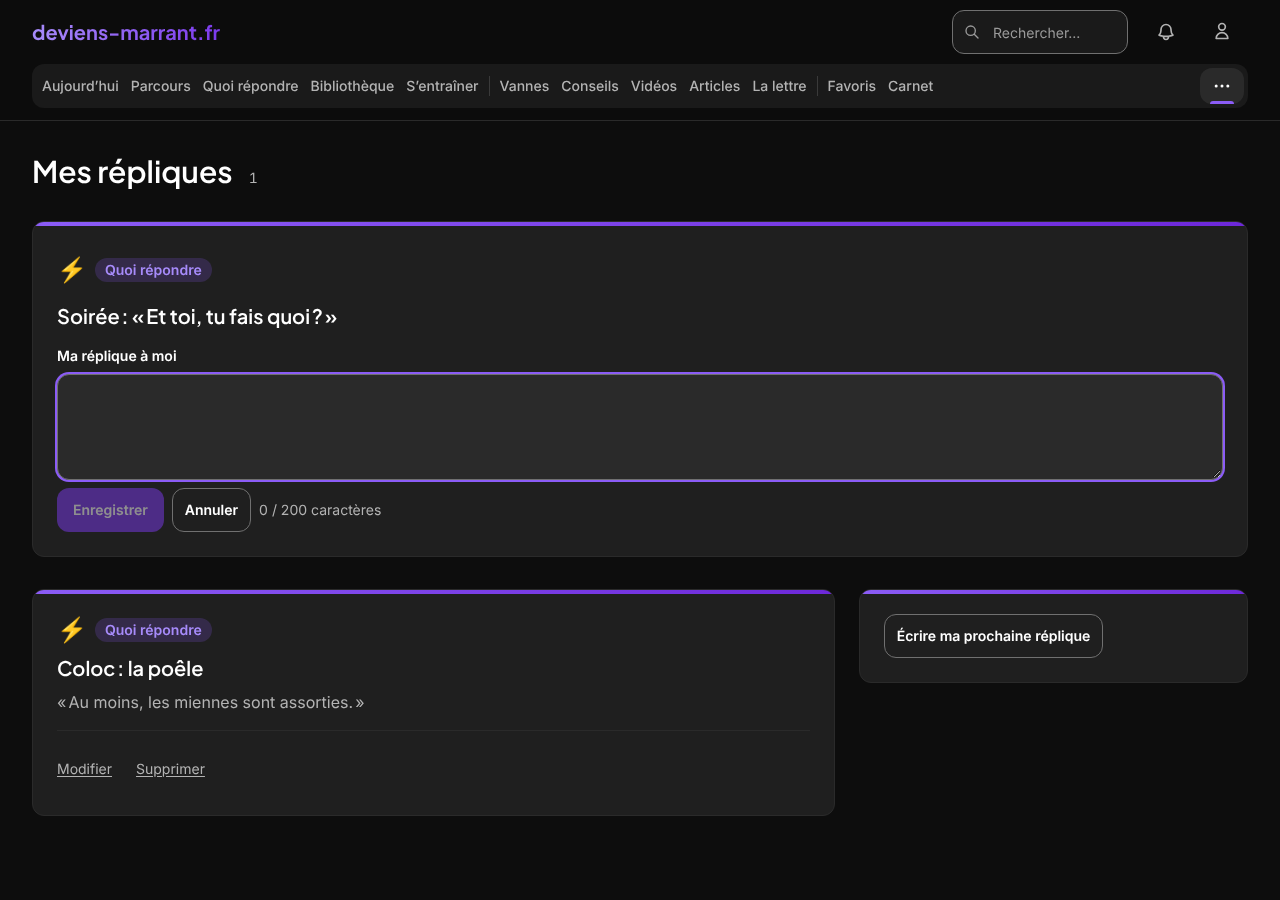 deviens-marrant.fr
Rechercher...
Aujourd’hui Parcours Quoi répondre Bibliothèque S’entraîner Vannes Conseils Vidéos Articles La lettre Favoris Carnet
Mes répliques 1
Quoi répondre
Soirée : « Et toi, tu fais quoi ? »
Ma réplique à moi
Enregistrer Annuler 0 / 200 caractères
Quoi répondre
Coloc : la poêle
« Au moins, les miennes sont assorties. »
Modifier Supprimer
Écrire ma prochaine réplique